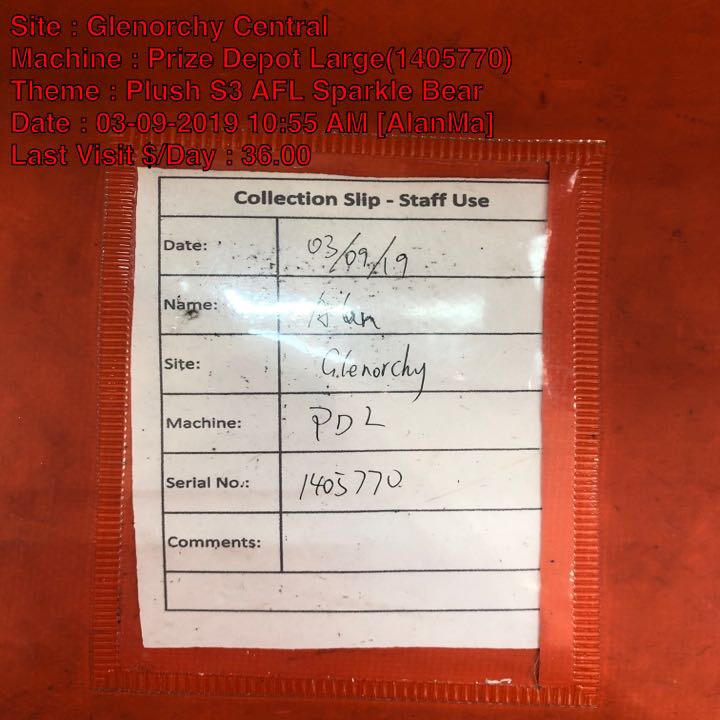 Site : Glenorchy Central
Machine : Prize Depot Large(1405770)
Theme : Plush S3 AFL Sparkle Bear
Date : 03-09-2019 10:55 AM [AlanMa]
Last Visit $/Day : 36.00
Collection Slip - Staff Use
Date: 03/09/19
Name: Alan
Site: Glenorchy
Machine: PDL
Serial No.: 1405770
Comments: